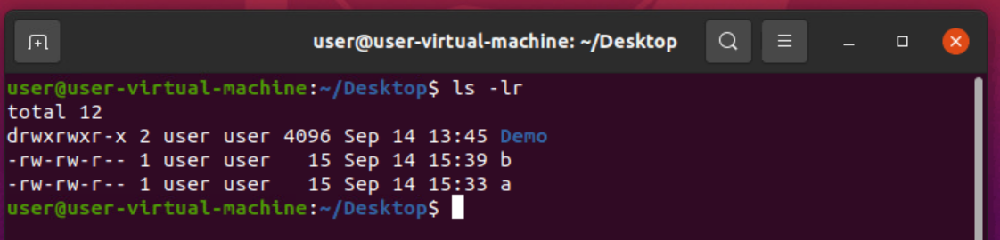 user@user-virtual-machine: ~/Desktop
user@user-virtual-machine:~/Desktop$ ls -lr
total 12
drwxrwxr-x 2 user user 4096 Sep 14 13:45 Demo
-rw-rw-r-- 1 user user   15 Sep 14 15:39 b
-rw-rw-r-- 1 user user   15 Sep 14 15:33 a
user@user-virtual-machine:~/Desktop$